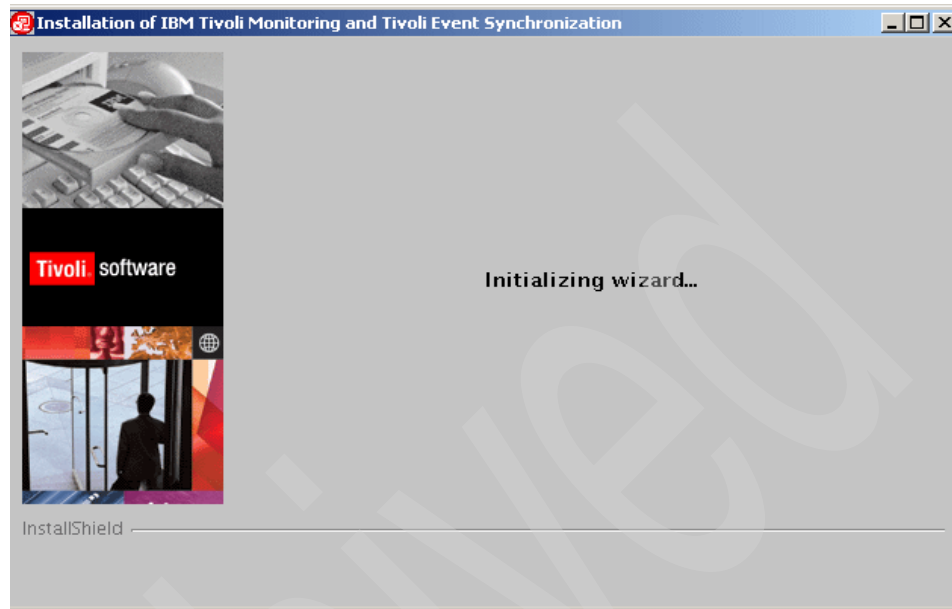 Installation of IBM Tivoli Monitoring and Tivoli Event Synchronization
Tivoli. software
Initializing wizard...
InstallShield